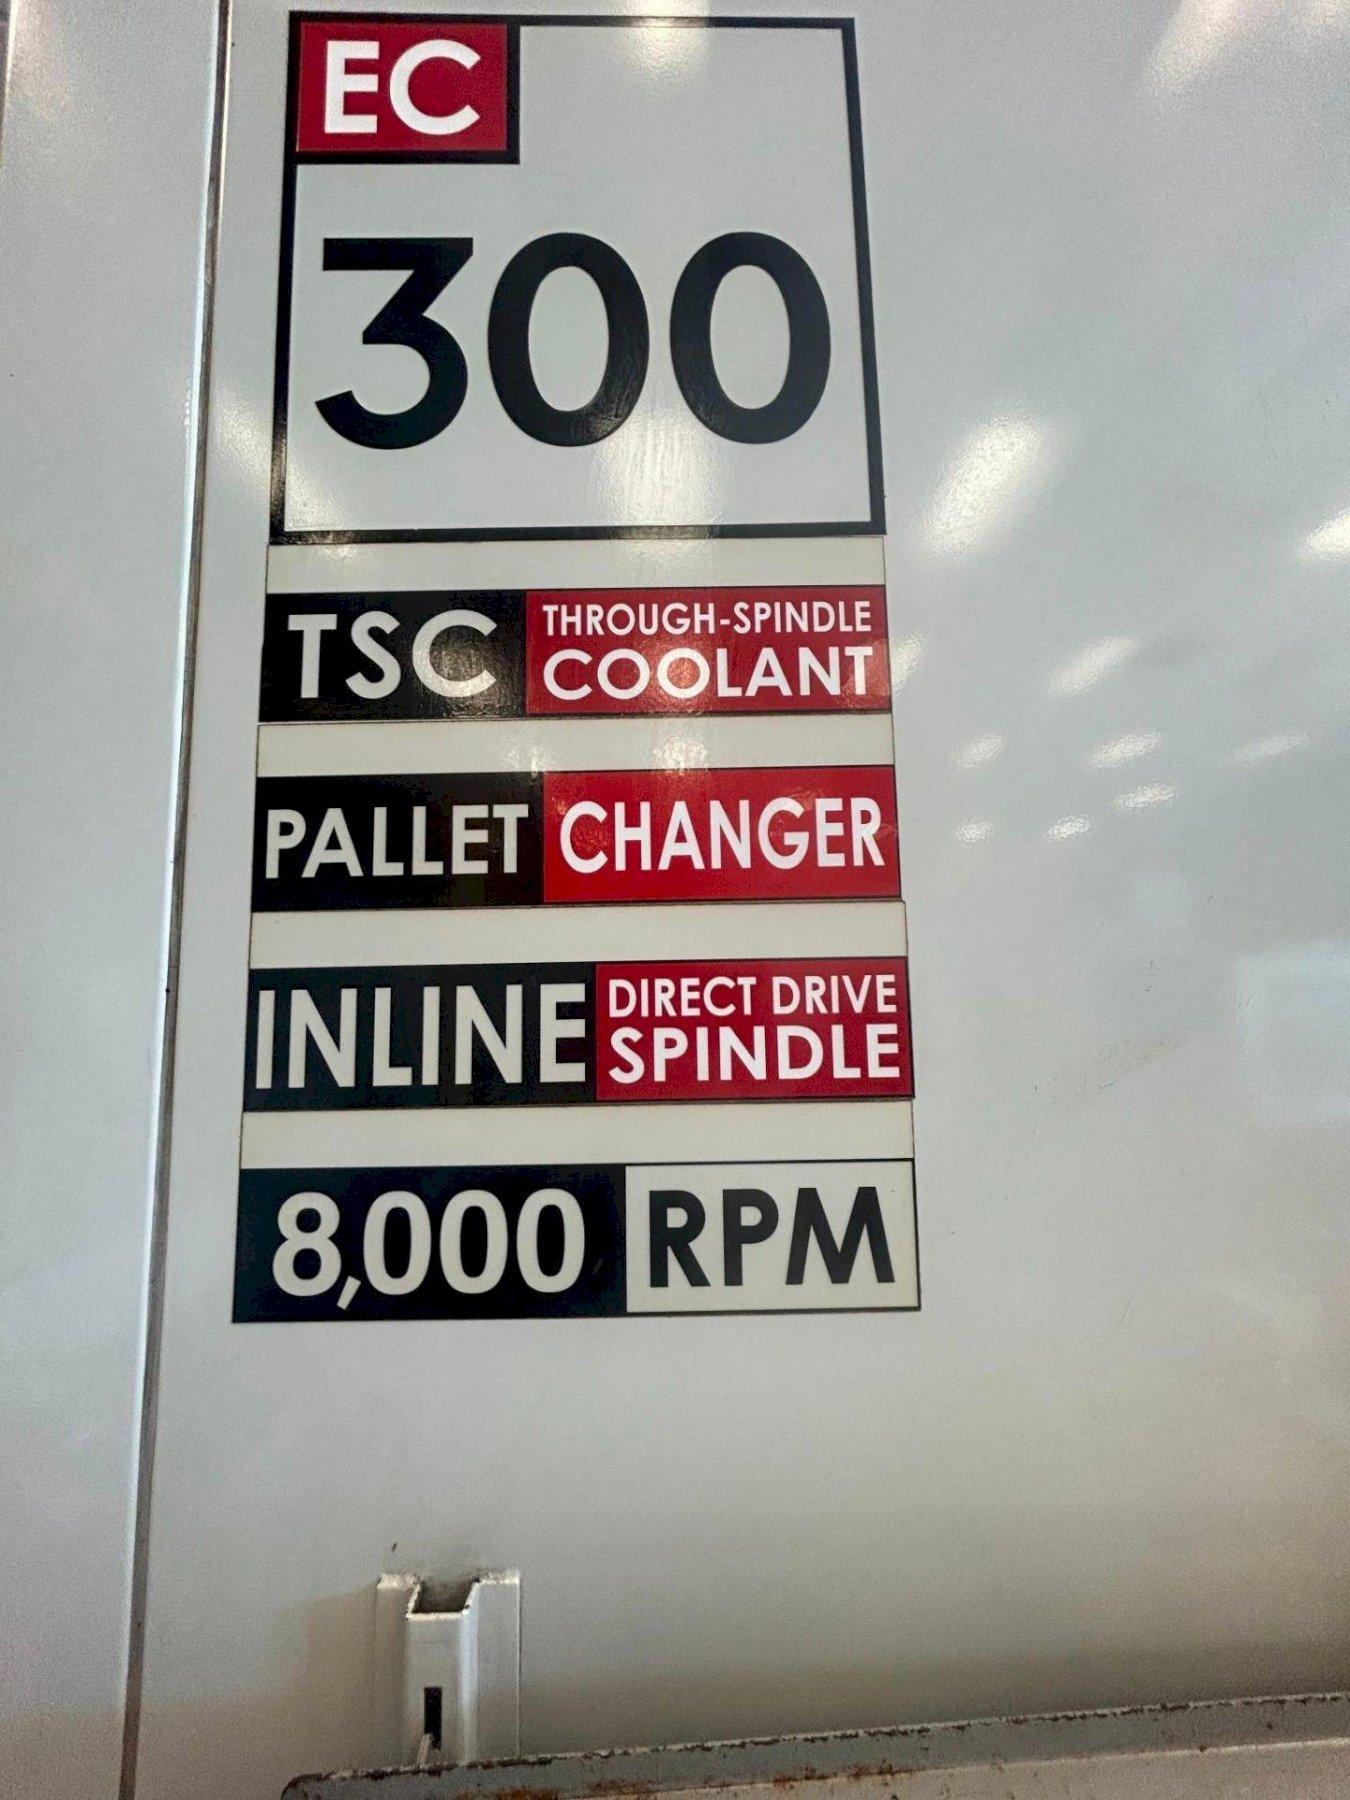 EC
300
TSC THROUGH-SPINDLE
COOLANT
PALLET CHANGER
INLINE DIRECT DRIVE
SPINDLE
8,000 RPM